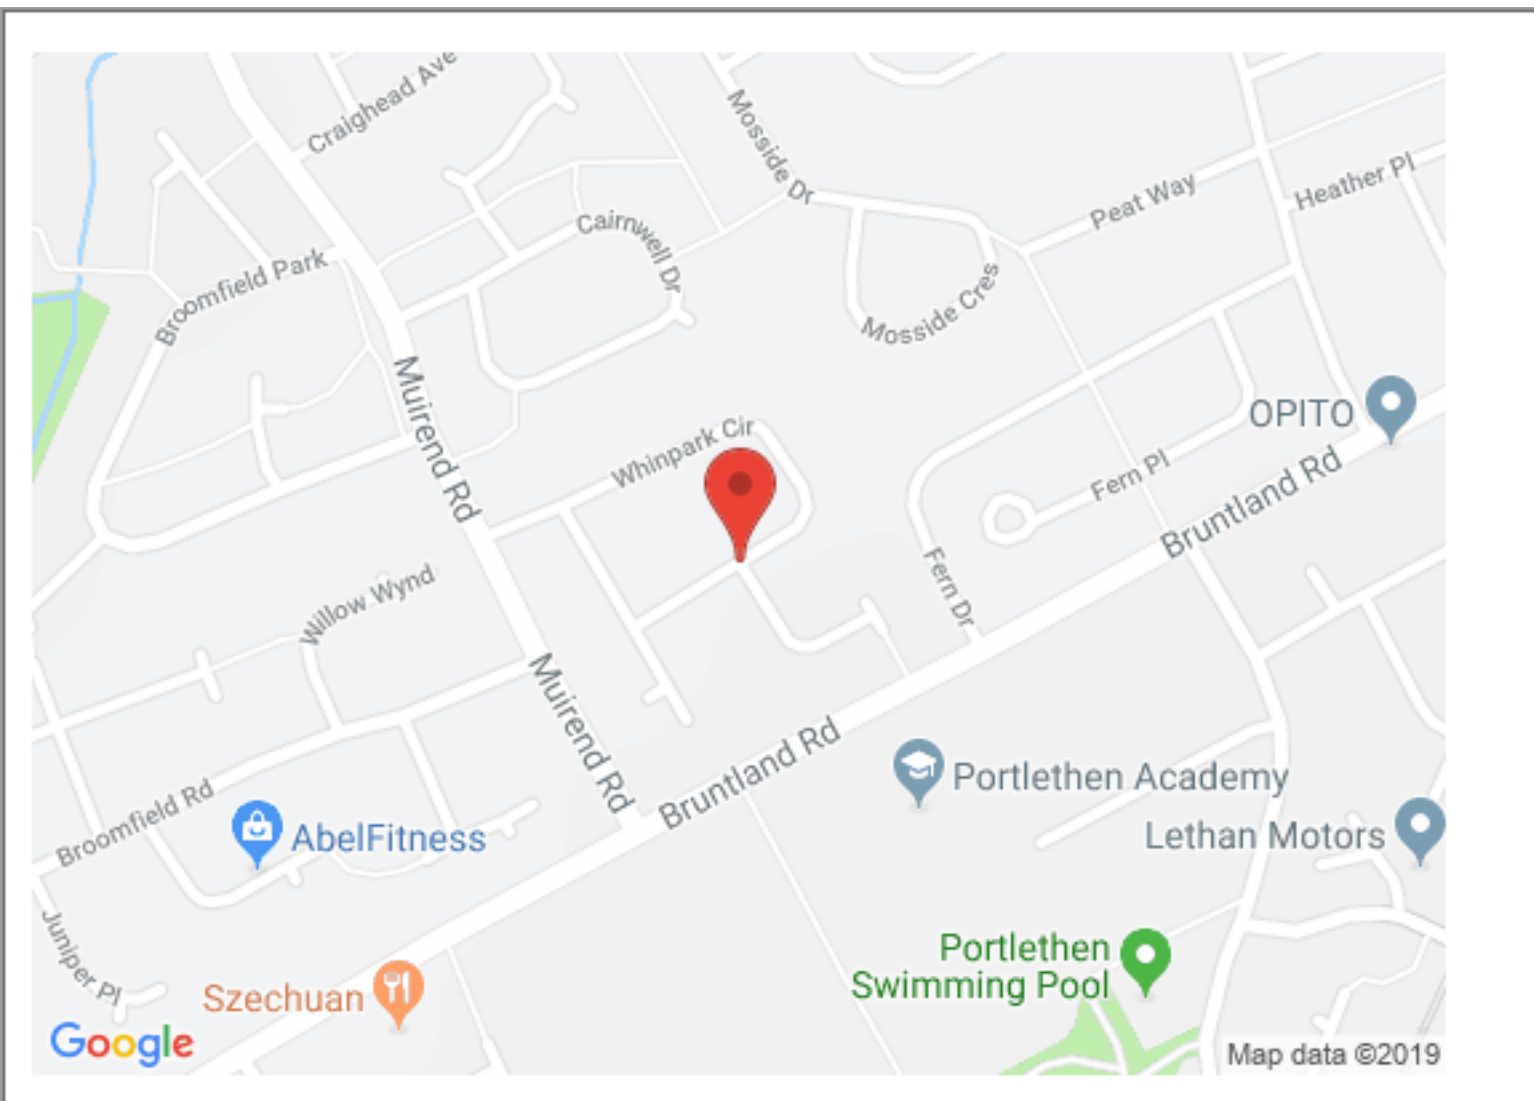 Craighead Ave
Mosside Dr
Peat Way
Heather Pl
Cairnwell Dr
Broomfield Park
Mosside Cres
Muirend Rd
OPITO
Whinpark Cir
Fern Pl
Bruntland Rd
Fern Dr
Willow Wynd
Muirend Rd
Bruntland Rd
Portlethen Academy
Broomfield Rd
AbelFitness
Lethan Motors
Juniper Pl
Portlethen
Swimming Pool
Szechuan
Google
Map data ©2019